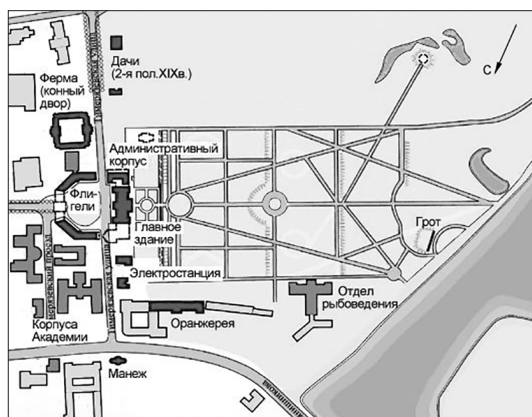 Дачи
(2-я пол.XIXв.)
С
Ферма
(конный
двор)
Административный
корпус
Фли-
гели
Главное
здание
Грот
Электростанция
Отдел
рыбоведения
Корпуса
Академии
Оранжерея
Манеж